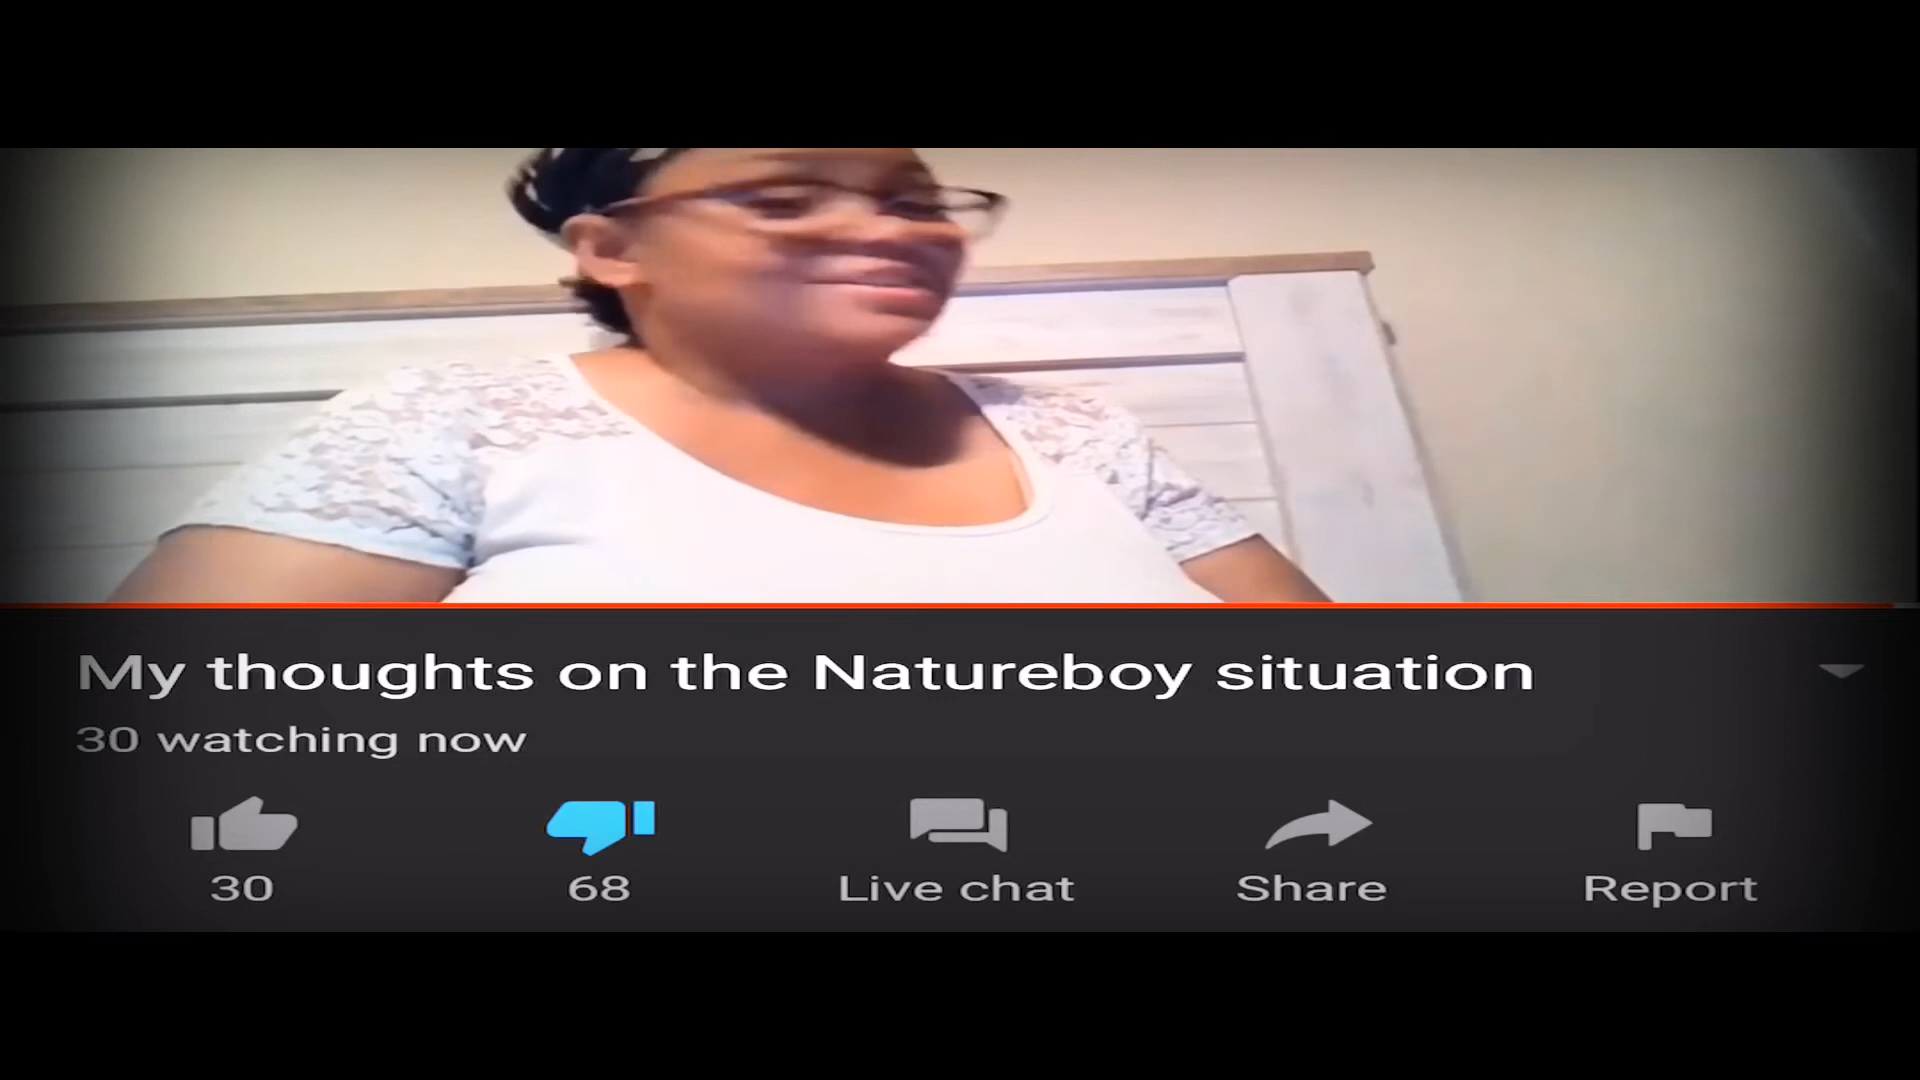 My thoughts on the Natureboy situation
30 watching now
30
68
Live chat
Share
Report